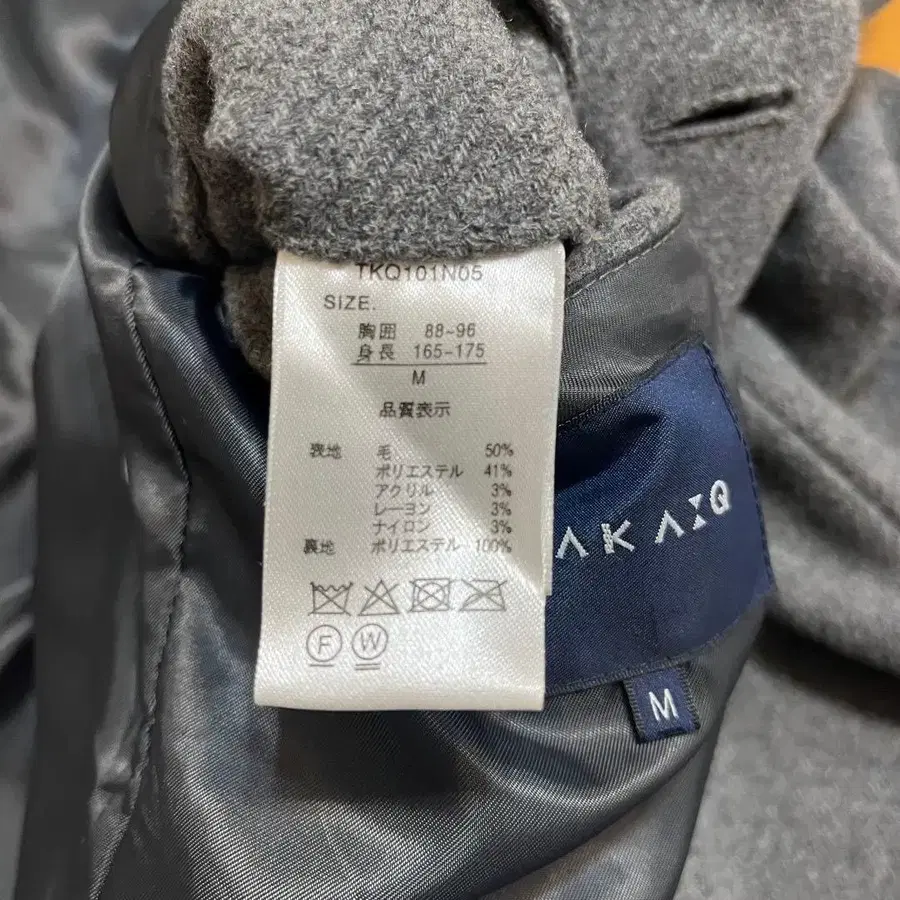 TKQ101N05
SIZE.
胸囲 88-96
身長 165-175
M
品質表示
表地 毛 50%
ポリエステル 41%
アクリル 3%
レーヨン 3%
ナイロン 3%
裏地 ポリエステル 100%
F W
M